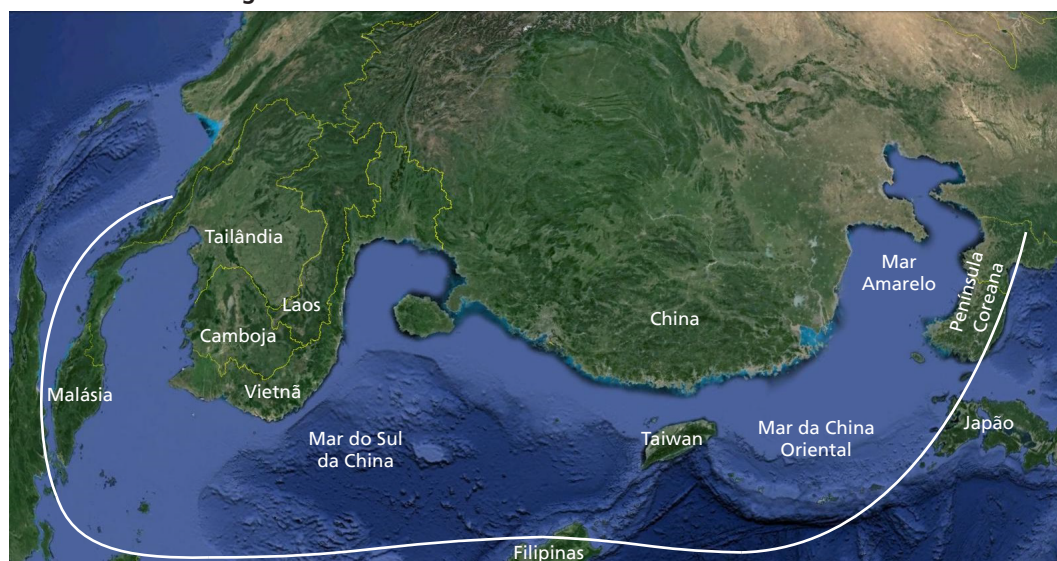 Tailândia
Laos
Camboja
Vietnã
Malásia
Mar do Sul
da China
China
Taiwan
Mar da China
Oriental
Mar
Amarelo
Península
Coreana
Japão
Filipinas